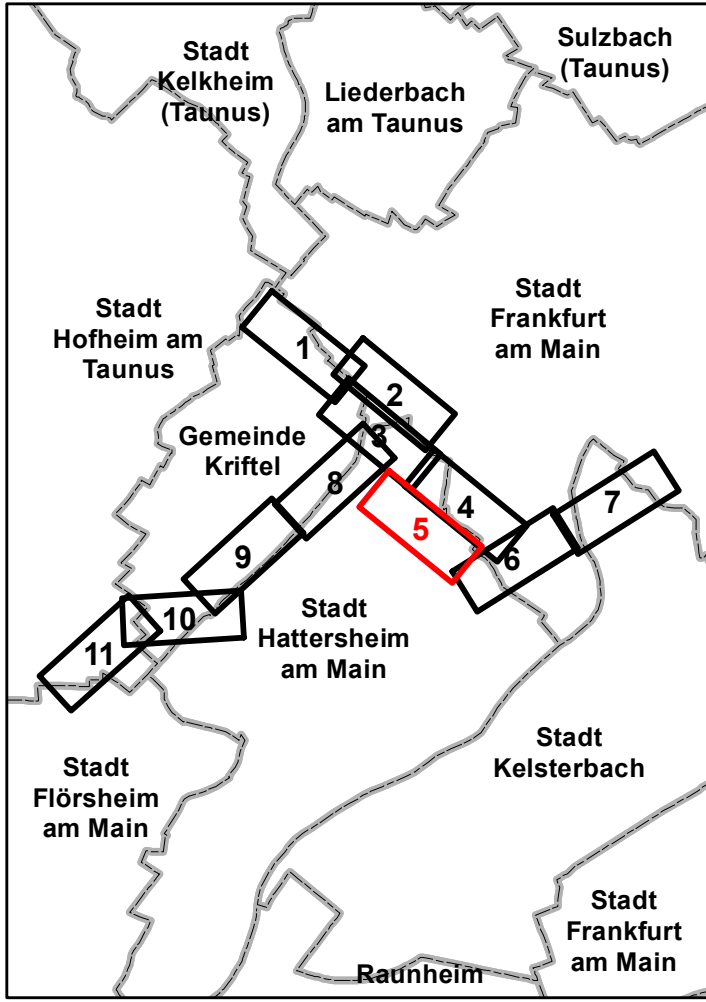 Stadt
Kelkheim
(Taunus)
Sulzbach
(Taunus)
Liederbach
am Taunus
Stadt
Hofheim am
Taunus
Stadt
Frankfurt
am Main
1
2
3
Gemeinde
Kriftel
8
4
7
5
9
6
10
Stadt
Hattersheim
am Main
11
Stadt
Kelsterbach
Stadt
Flörsheim
am Main
Stadt
Frankfurt
am Main
Raunheim